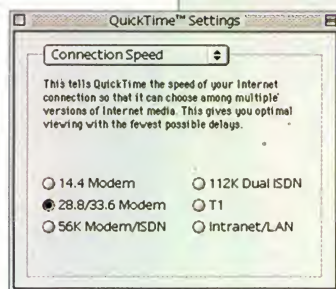 QuickTime™ Settings
Connection Speed
This tells QuickTime the speed of your Internet
connection so that it can choose among multiple
versions of Internet media. This gives you optimal
viewing with the fewest possible delays.
14.4 Modem
112K Dual ISDN
28.8/33.6 Modem
T1
56K Modem/ISDN
Intranet/LAN